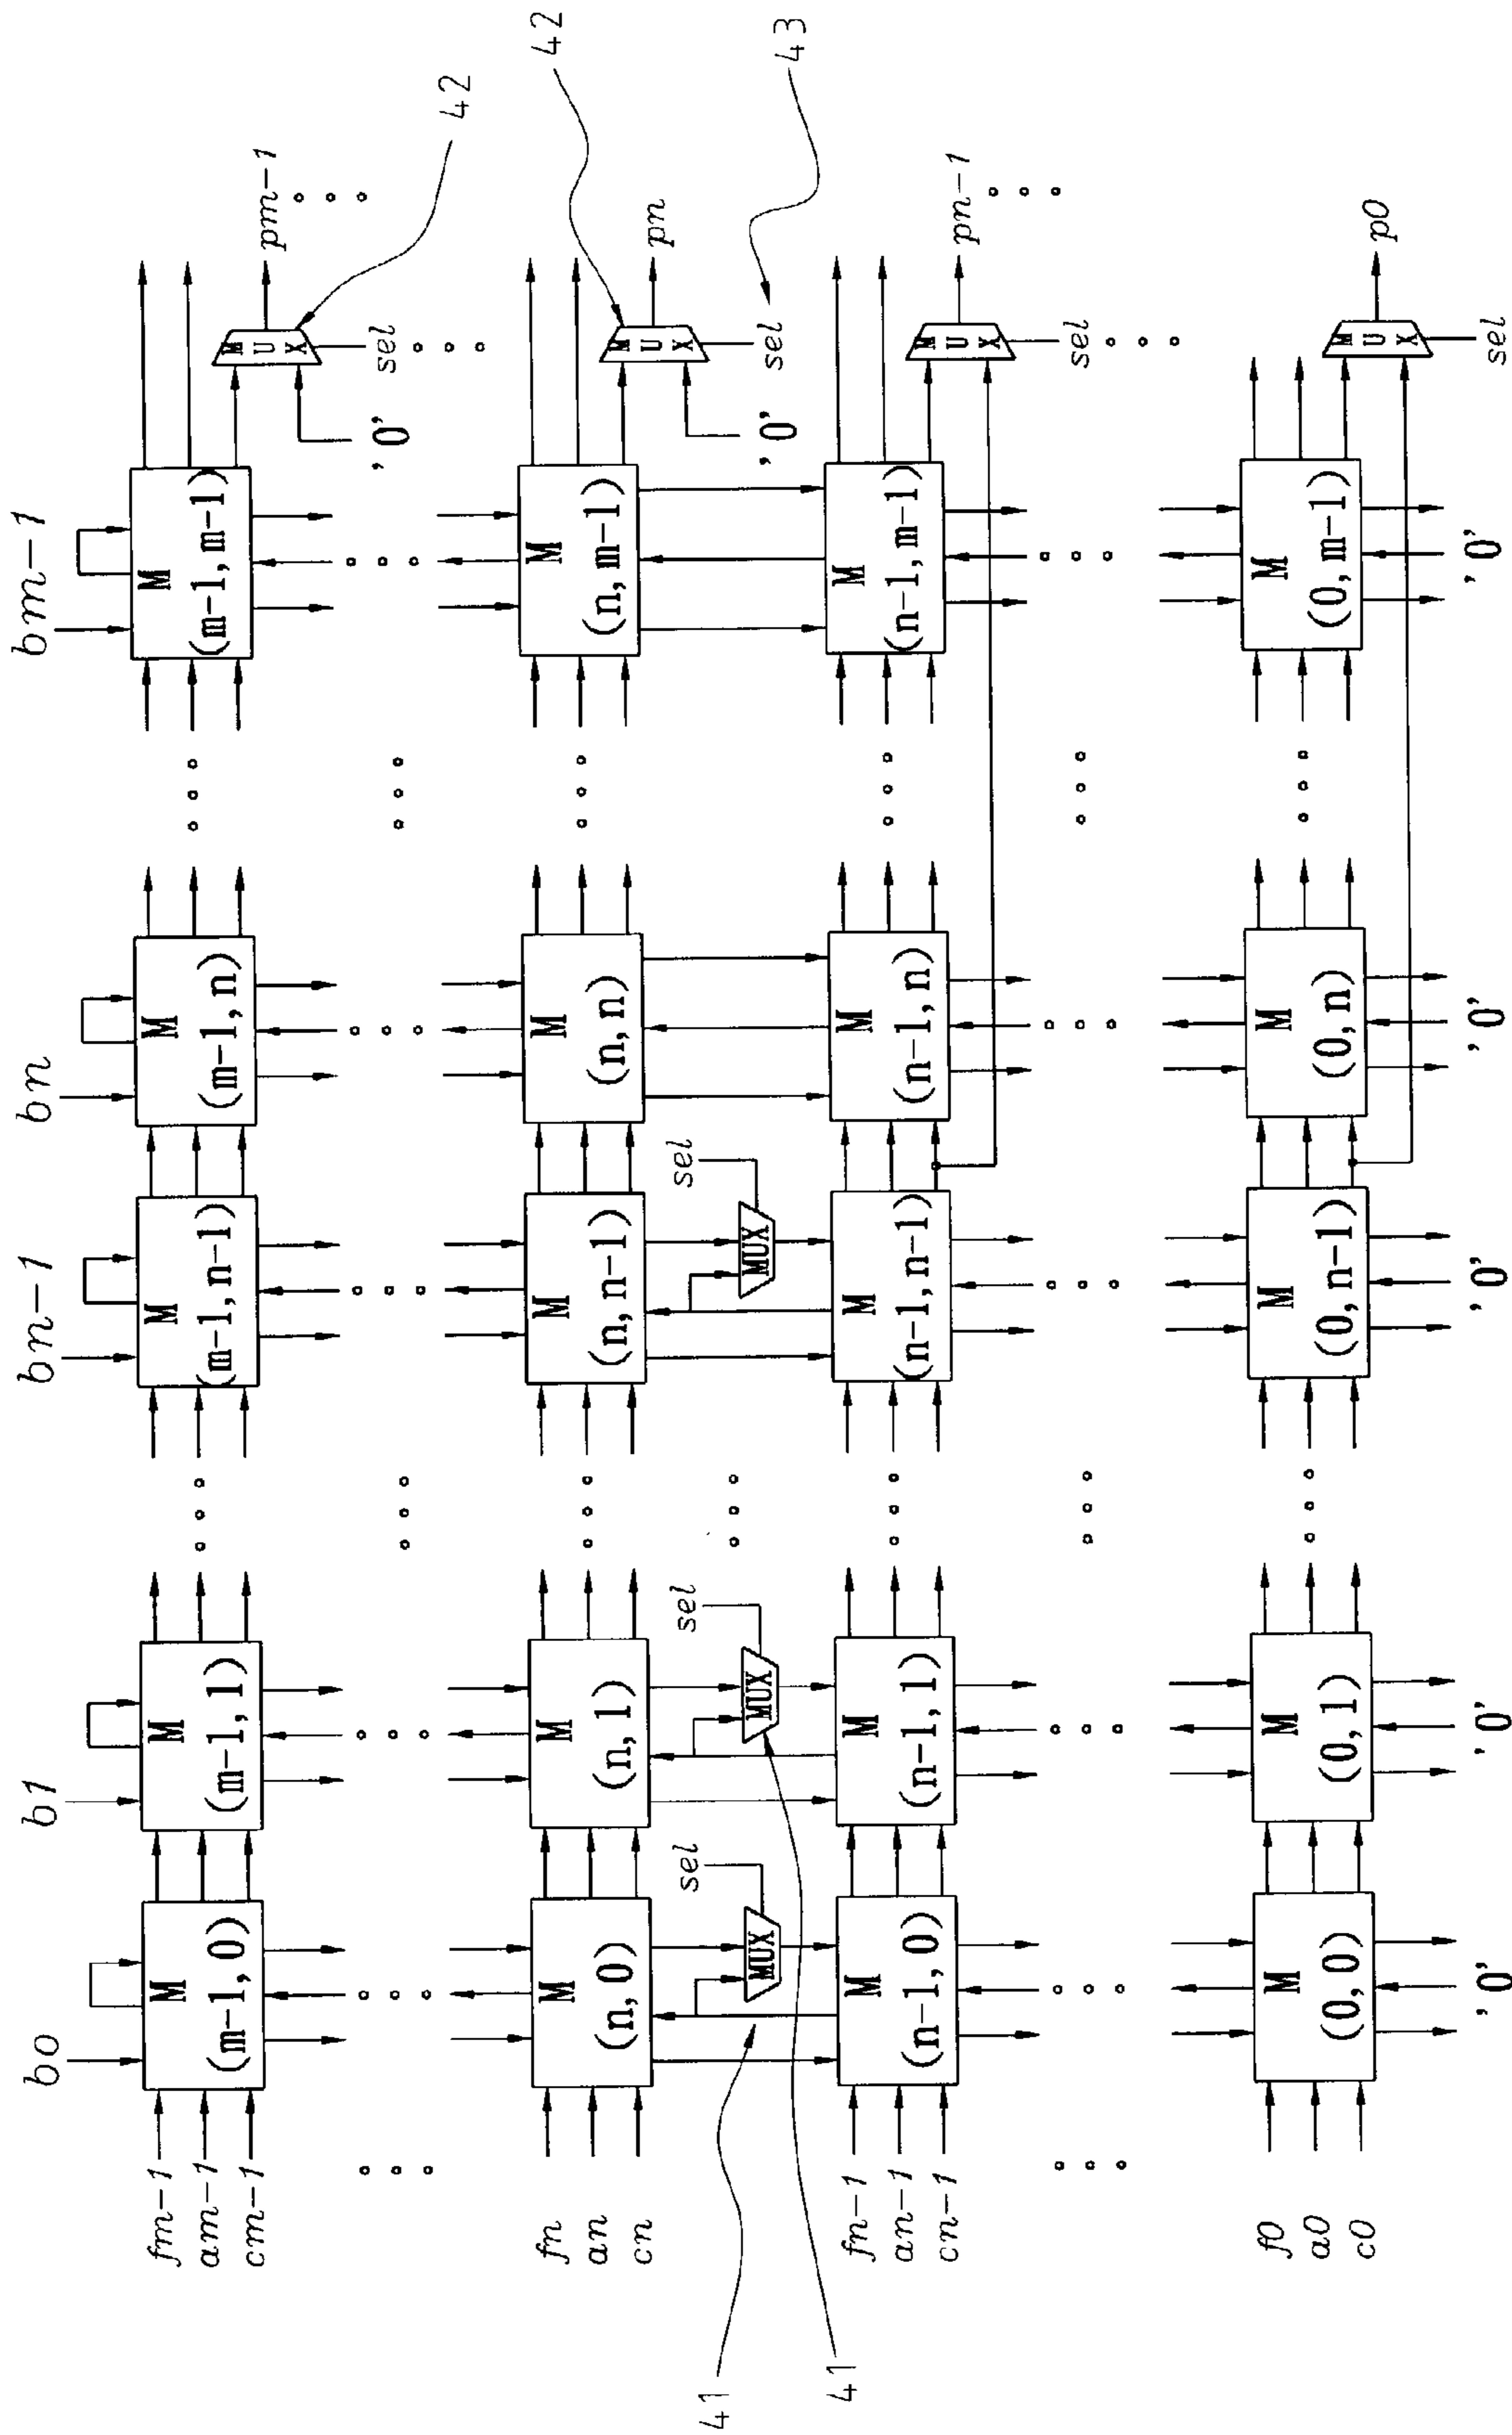 bo b1 bn-1 bn bm-1
fm-1
am-1
cm-1
M (m-1,0)
M (m-1,1)
M (m-1,n-1)
M (m-1,n)
M (m-1,m-1)
MUX
pm-1
'0'
sel
42
fn
an
cn
M (n,0)
M (n,1)
M (n,n-1)
M (n,n)
M (n,m-1)
MUX
pn
'0'
sel
42
43
41
41
MUX
sel
MUX
sel
MUX
sel
fn-1
an-1
cn-1
M (n-1,0)
M (n-1,1)
M (n-1,n-1)
M (n-1,n)
M (n-1,m-1)
MUX
pn-1
sel
f0
a0
c0
M (0,0)
M (0,1)
M (0,n-1)
M (0,n)
M (0,m-1)
MUX
p0
sel
'0' '0' '0' '0' '0'